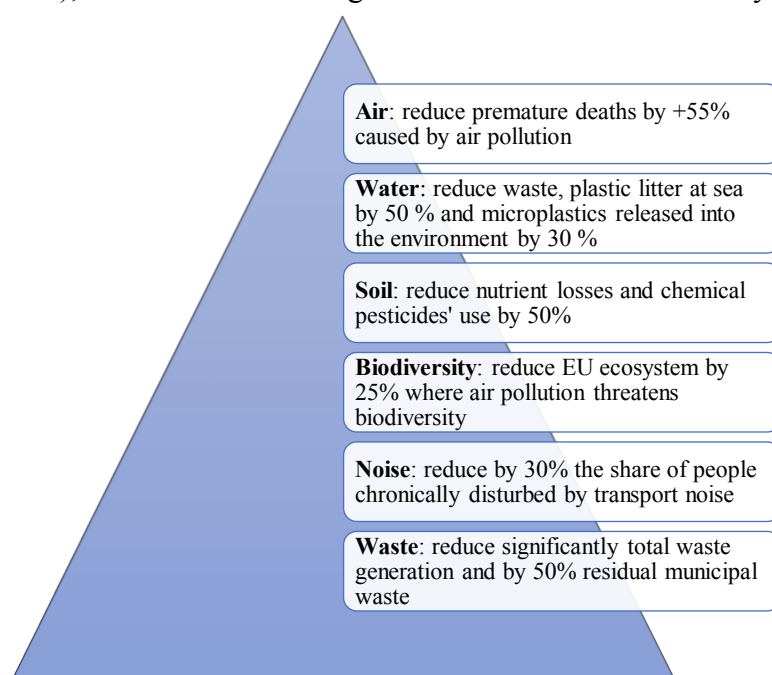 Air: reduce premature deaths by +55%
caused by air pollution
Water: reduce waste, plastic litter at sea
by 50 % and microplastics released into
the environment by 30 %
Soil: reduce nutrient losses and chemical
pesticides' use by 50%
Biodiversity: reduce EU ecosystem by
25% where air pollution threatens
biodiversity
Noise: reduce by 30% the share of people
chronically disturbed by transport noise
Waste: reduce significantly total waste
generation and by 50% residual municipal
waste